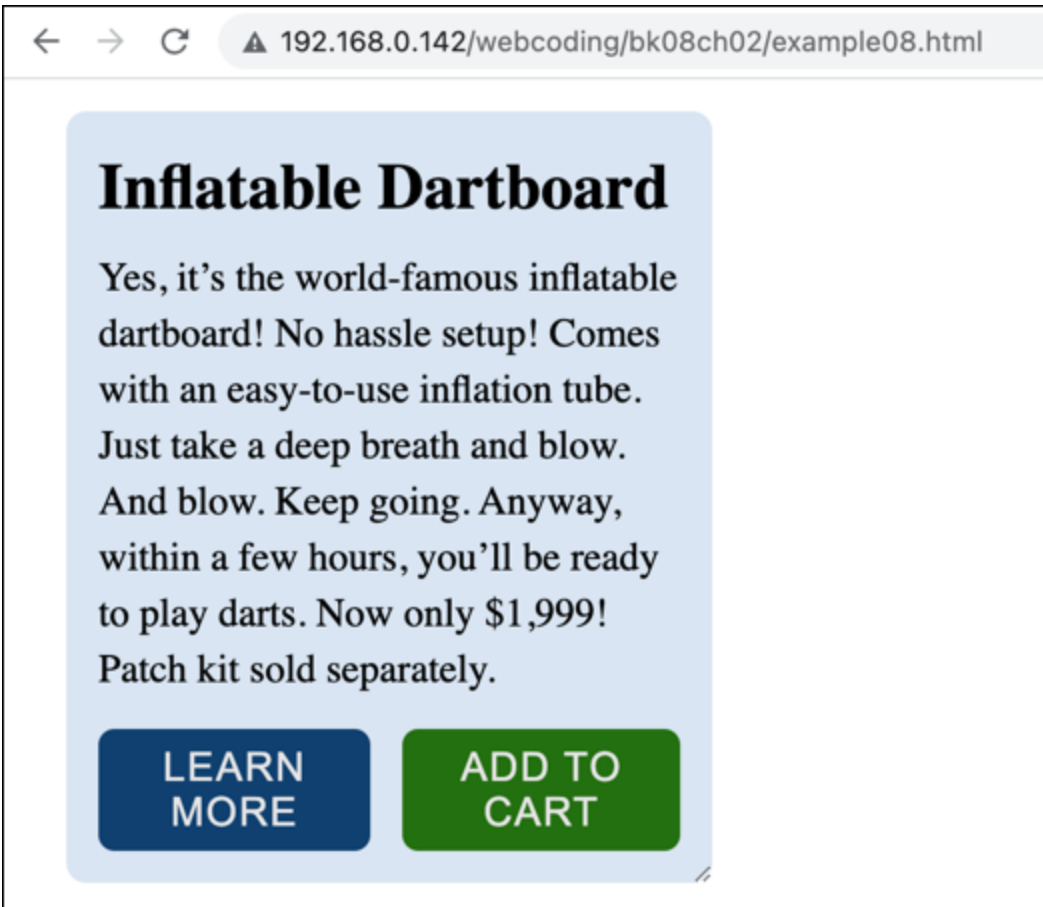 192.168.0.142/webcoding/bk08ch02/example08.html
Inflatable Dartboard
Yes, it’s the world-famous inflatable
dartboard! No hassle setup! Comes
with an easy-to-use inflation tube.
Just take a deep breath and blow.
And blow. Keep going. Anyway,
within a few hours, you’ll be ready
to play darts. Now only $1,999!
Patch kit sold separately.
LEARN
MORE
ADD TO
CART